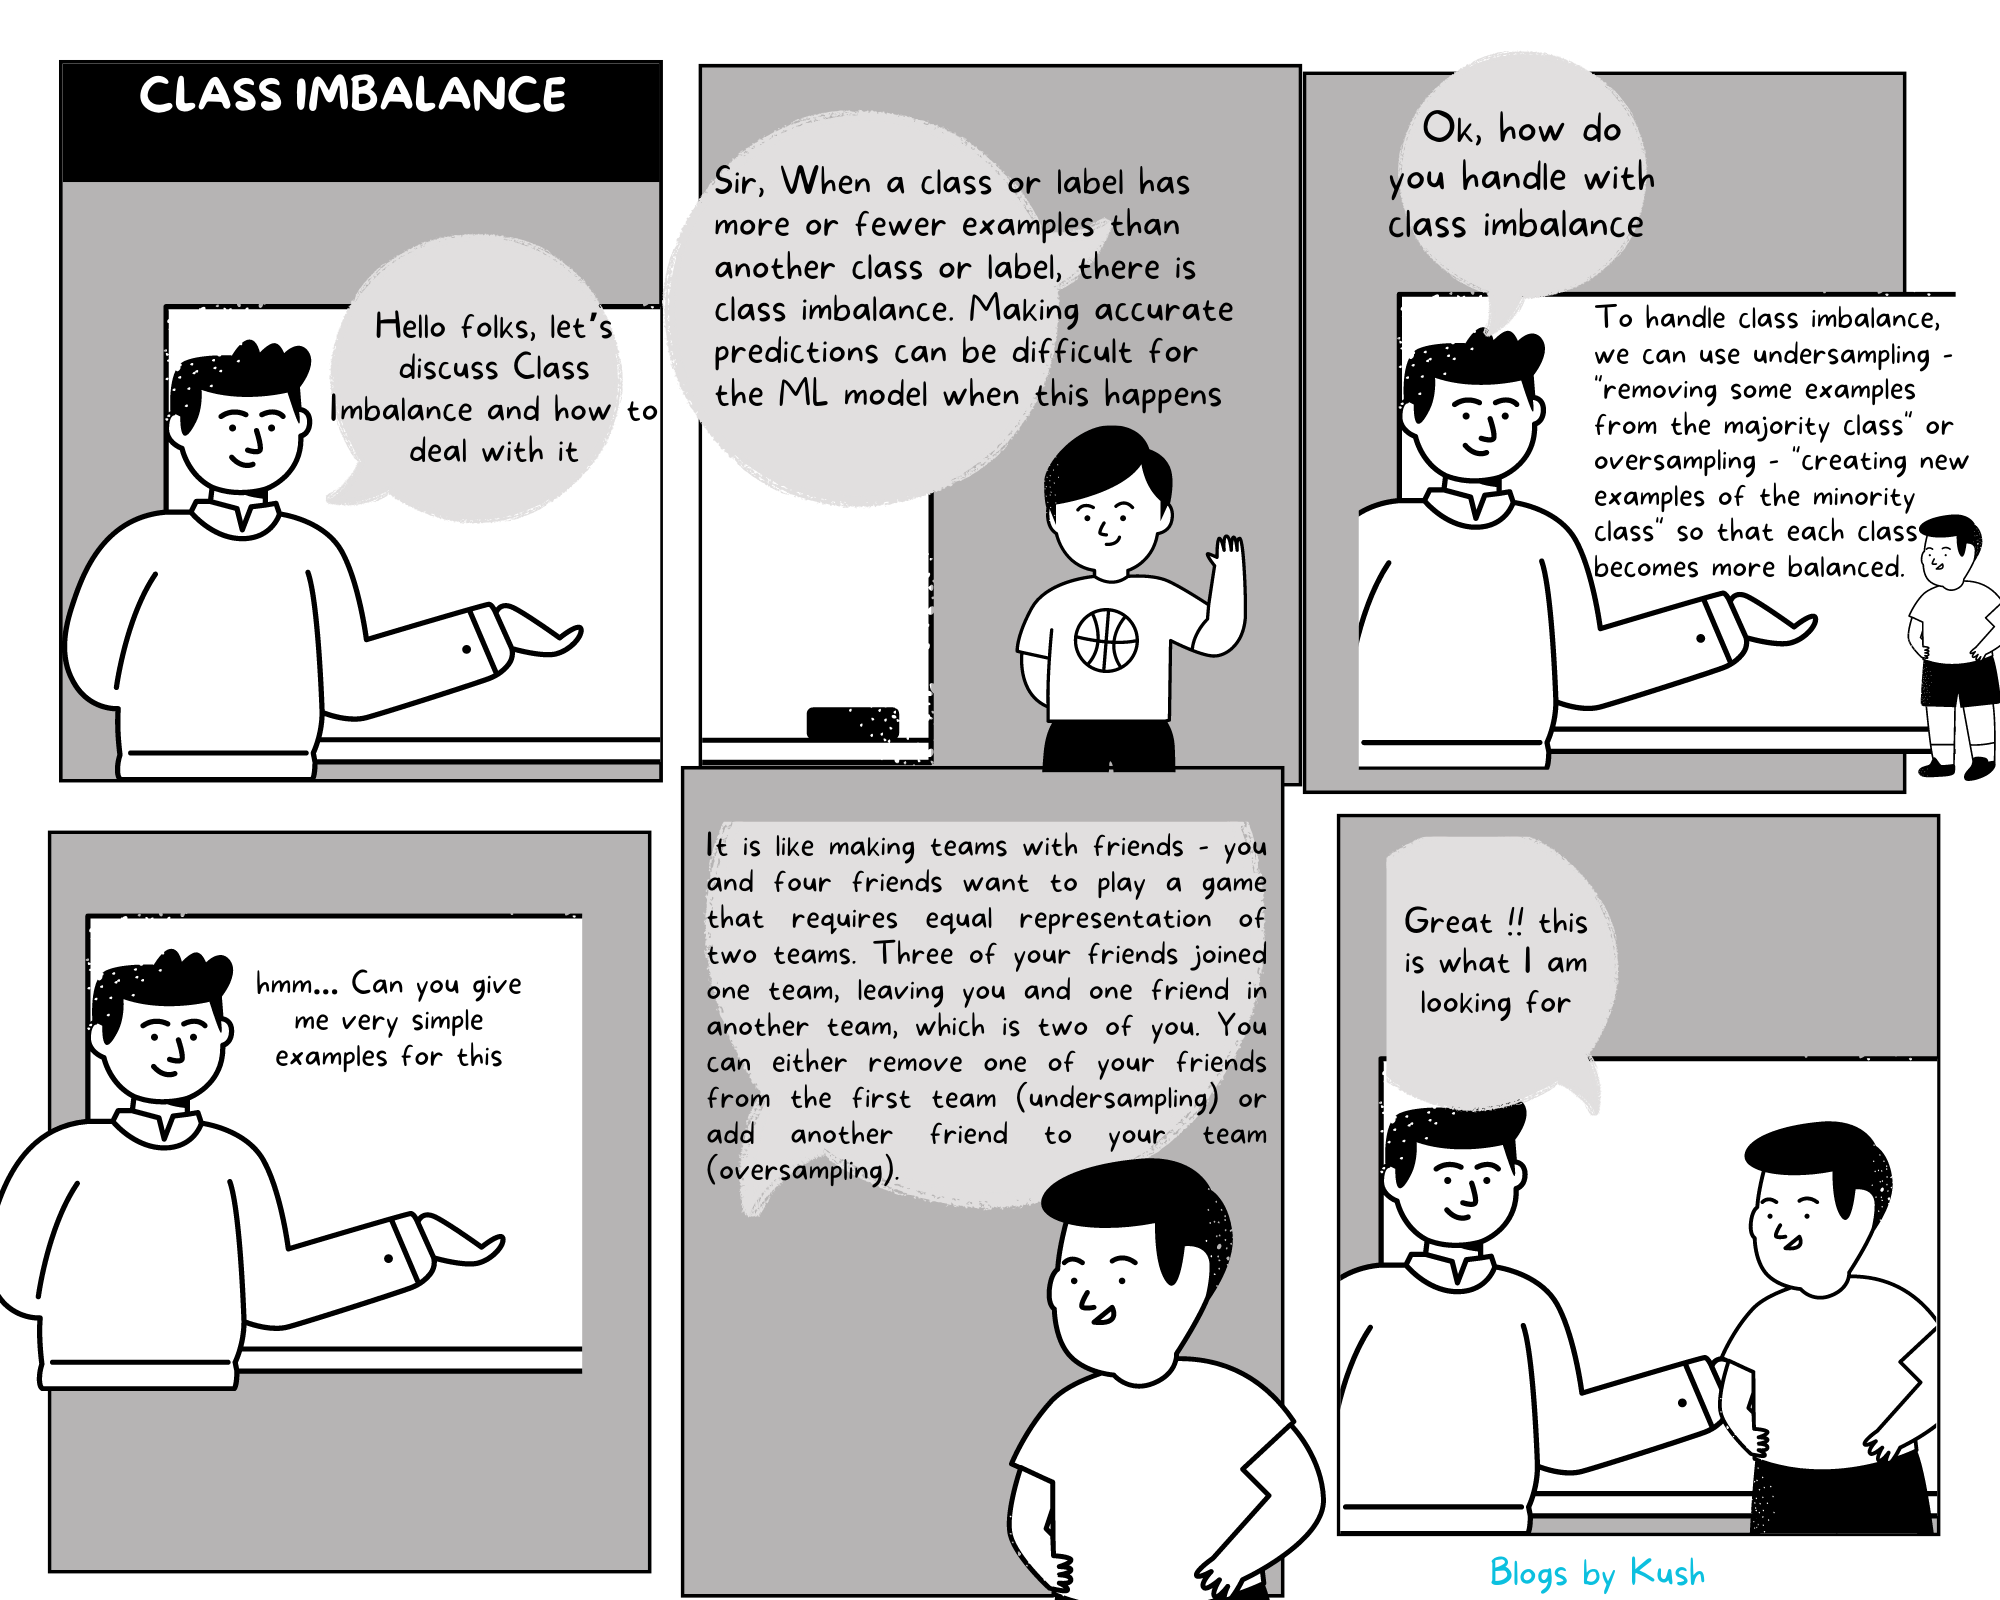 CLASS IMBALANCE
Hello folks, let's
discuss Class
Imbalance and how to
deal with it
Sir, When a class or label has
more or fewer examples than
another class or label, there is
class imbalance. Making accurate
predictions can be difficult for
the ML model when this happens
Ok, how do
you handle with
class imbalance
To handle class imbalance,
we can use undersampling -
"removing some examples
from the majority class" or
oversampling - "creating new
examples of the minority
class" so that each class
becomes more balanced.
hmm... Can you give
me very simple
examples for this
It is like making teams with friends - you
and four friends want to play a game
that requires equal representation of
two teams. Three of your friends joined
one team, leaving you and one friend in
another team, which is two of you. You
can either remove one of your friends
from the first team (undersampling) or
add another friend to your team
(oversampling).
Great !! this
is what I am
looking for
Blogs by Kush